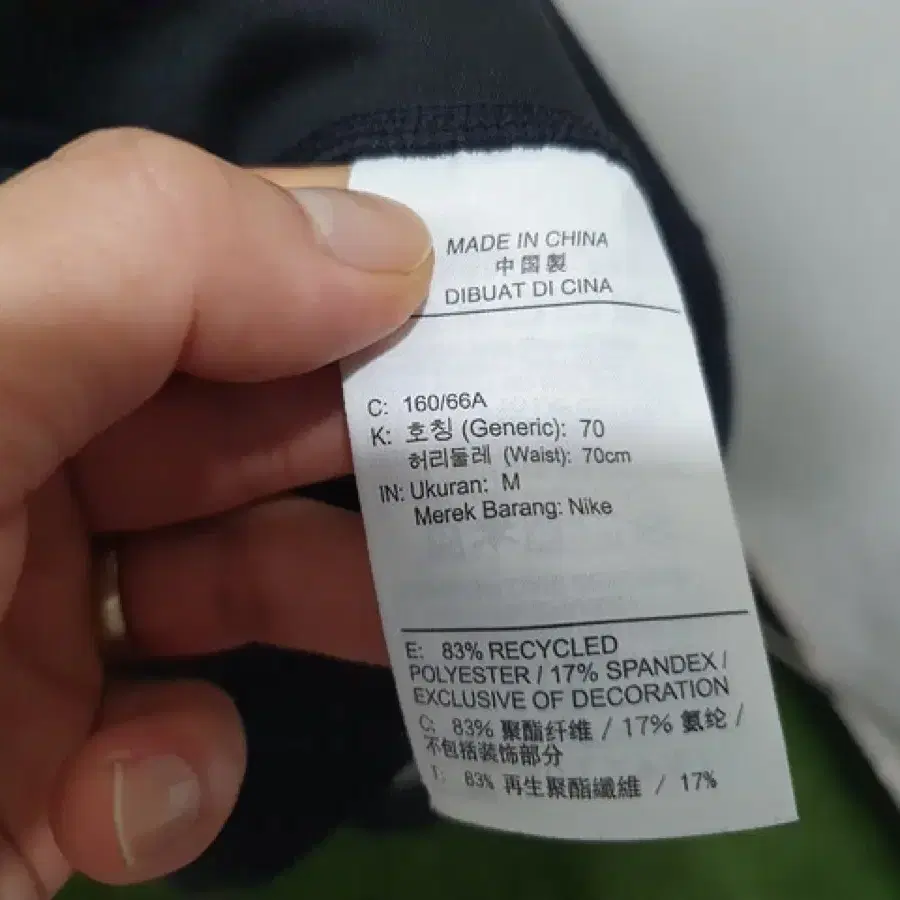 MADE IN CHINA
中国製
DIBUAT DI CINA
C: 160/66A
K: 호칭 (Generic): 70
허리둘레 (Waist): 70cm
IN: Ukuran: M
Merek Barang: Nike
E: 83% RECYCLED
POLYESTER / 17% SPANDEX /
EXCLUSIVE OF DECORATION
C: 83% 聚酯纤维 / 17% 氨纶 /
不包括装饰部分
T: 83% 再生聚酯纖維 / 17%